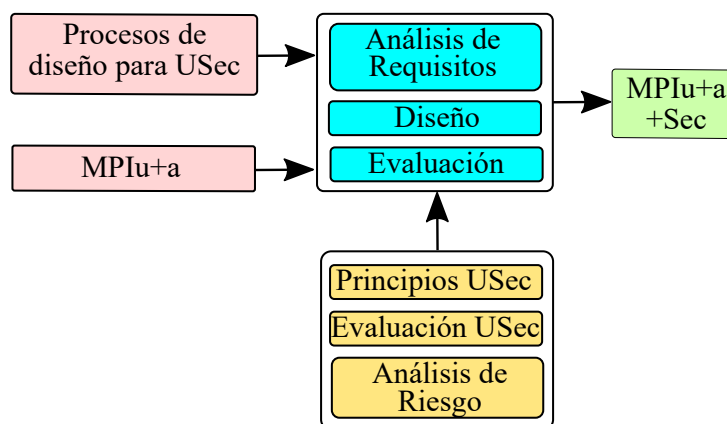 Procesos de
diseño para USec
MPIu+a
Análisis de
Requisitos
Diseño
Evaluación
MPIu+a
+Sec
Principios USec
Evaluación USec
Análisis de
Riesgo